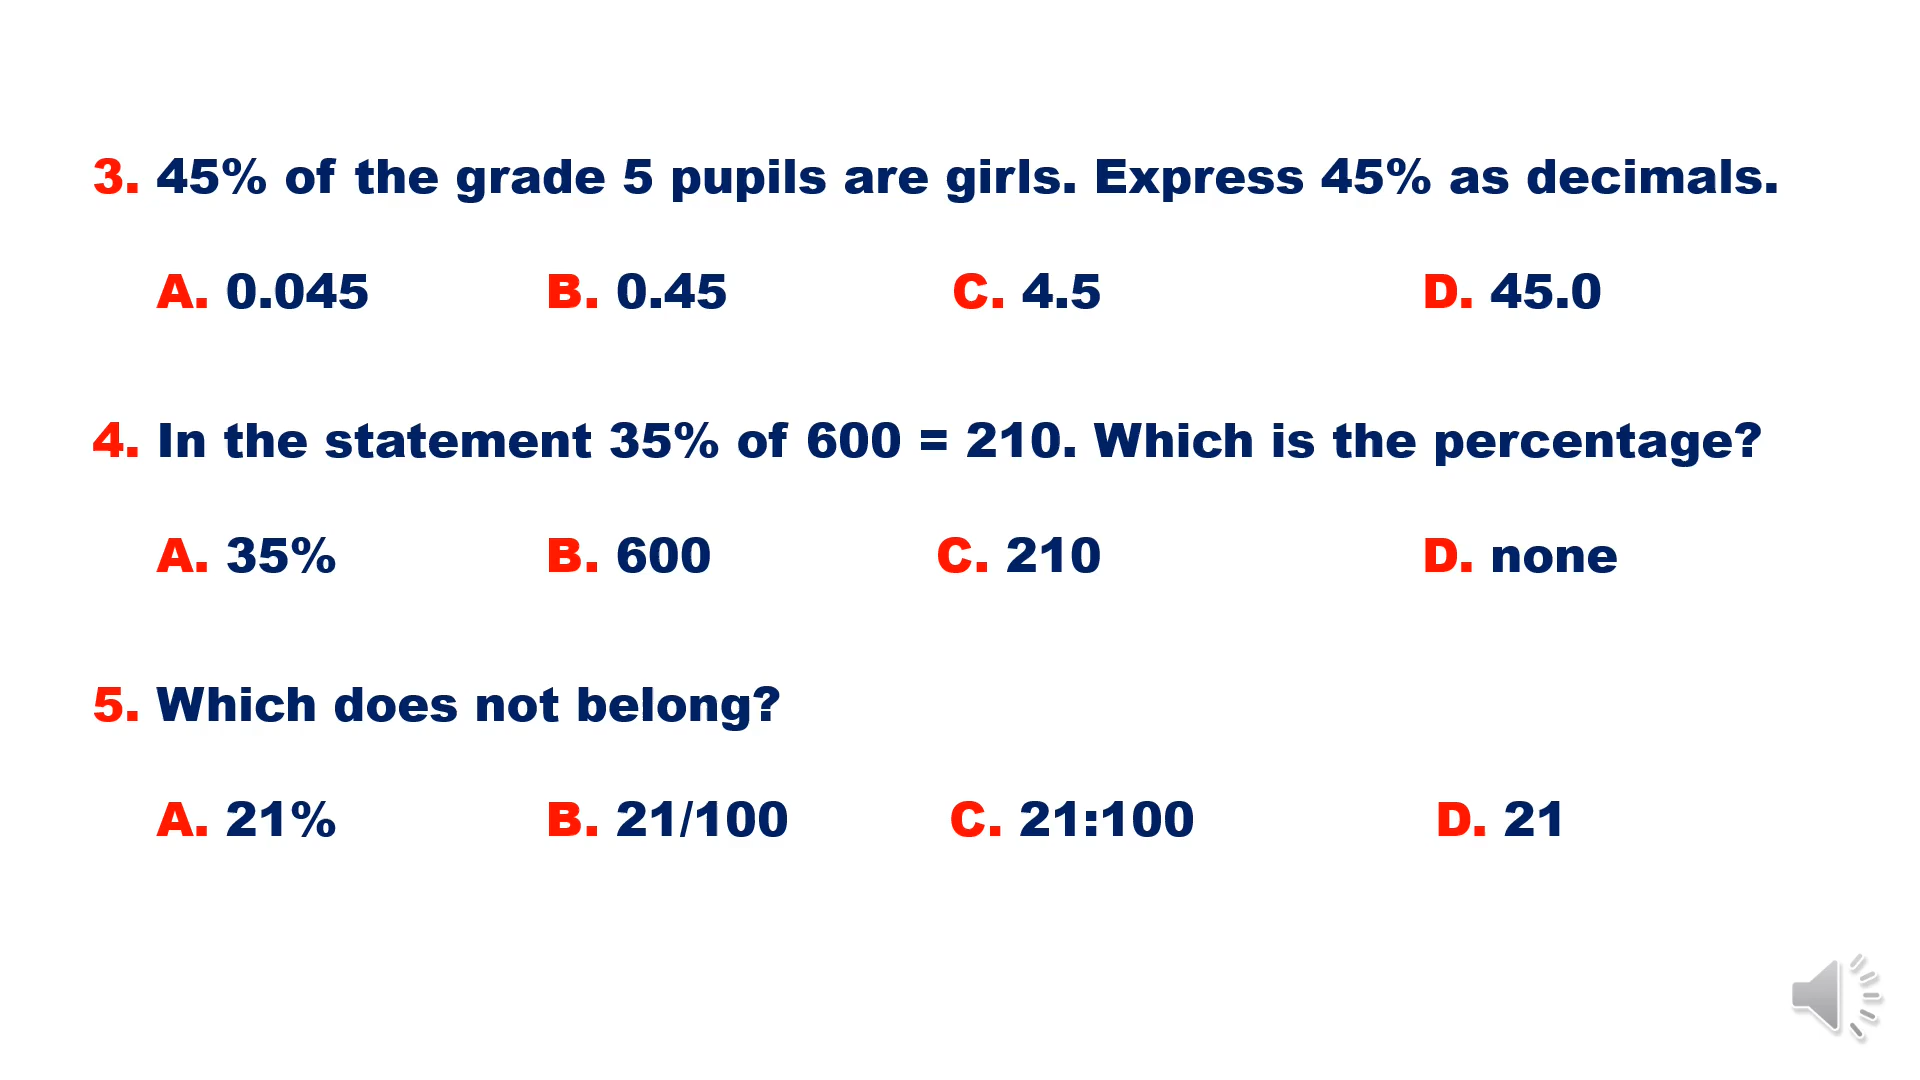 3. 45% of the grade 5 pupils are girls. Express 45% as decimals.
A. 0.045 B. 0.45 C. 4.5 D. 45.0
4. In the statement 35% of 600 = 210. Which is the percentage?
A. 35% B. 600 C. 210 D. none
5. Which does not belong?
A. 21% B. 21/100 C. 21:100 D. 21